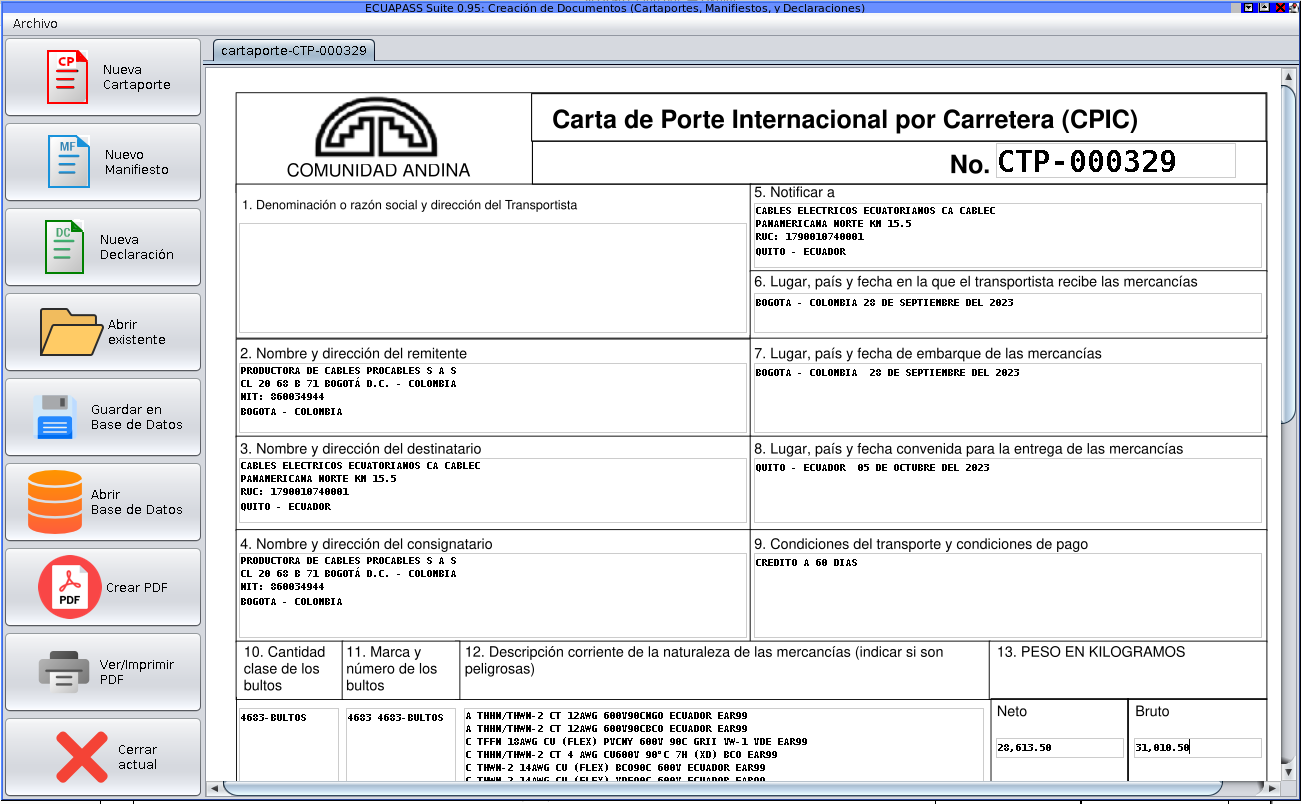 ECUAPASS Suite 0.95: Creación de Documentos (Cartaportes, Manifiestos, y Declaraciones)
Archivo
CP
Nueva
Cartaporte
MF
Nuevo
Manifiesto
DC
Nueva
Declaración
Abrir
existente
Guardar en
Base de Datos
Abrir
Base de Datos
PDF
Crear PDF
Ver/Imprimir
PDF
Cerrar
actual
cartaporte-CTP-000329
COMUNIDAD ANDINA
Carta de Porte Internacional por Carretera (CPIC)
No. CTP-000329
1. Denominación o razón social y dirección del Transportista
5. Notificar a
CABLES ELECTRICOS ECUATORIANOS CA CABLEC
PANAMERICANA NORTE KM 15.5
RUC: 1790010740001
QUITO - ECUADOR
6. Lugar, país y fecha en la que el transportista recibe las mercancías
BOGOTA - COLOMBIA 28 DE SEPTIEMBRE DEL 2023
2. Nombre y dirección del remitente
PRODUCTORA DE CABLES PROCABLES S A S
CL 20 68 B 71 BOGOTÁ D.C. - COLOMBIA
NIT: 860034944
BOGOTA - COLOMBIA
7. Lugar, país y fecha de embarque de las mercancías
BOGOTA - COLOMBIA  28 DE SEPTIEMBRE DEL 2023
3. Nombre y dirección del destinatario
CABLES ELECTRICOS ECUATORIANOS CA CABLEC
PANAMERICANA NORTE KM 15.5
RUC: 1790010740001
QUITO - ECUADOR
8. Lugar, país y fecha convenida para la entrega de las mercancías
QUITO - ECUADOR  05 DE OCTUBRE DEL 2023
4. Nombre y dirección del consignatario
PRODUCTORA DE CABLES PROCABLES S A S
CL 20 68 B 71 BOGOTÁ D.C. - COLOMBIA
NIT: 860034944
BOGOTA - COLOMBIA
9. Condiciones del transporte y condiciones de pago
CREDITO A 60 DIAS
10. Cantidad
clase de los
bultos
11. Marca y
número de los
bultos
12. Descripción corriente de la naturaleza de las mercancías (indicar si son
peligrosas)
13. PESO EN KILOGRAMOS
4683-BULTOS
4683 4683-BULTOS
A THHN/THWN-2 CT 12AWG 600V90CNGO ECUADOR EAR99
A THHN/THWN-2 CT 12AWG 600V90CBCO ECUADOR EAR99
C TFFN 18AWG CU (FLEX) PVCNY 600V 90C GRII VW-1 VDE EAR99
C THHN/THWN-2 CT 4 AWG CU600V 90°C 7H (XD) BCO EAR99
C THWN-2 14AWG CU (FLEX) BCO90C 600V ECUADOR EAR99
C THWN-2 14AWG CU (FLEX) VDE90C 600V ECUADOR EAR99
Neto
28,613.50
Bruto
31,010.50